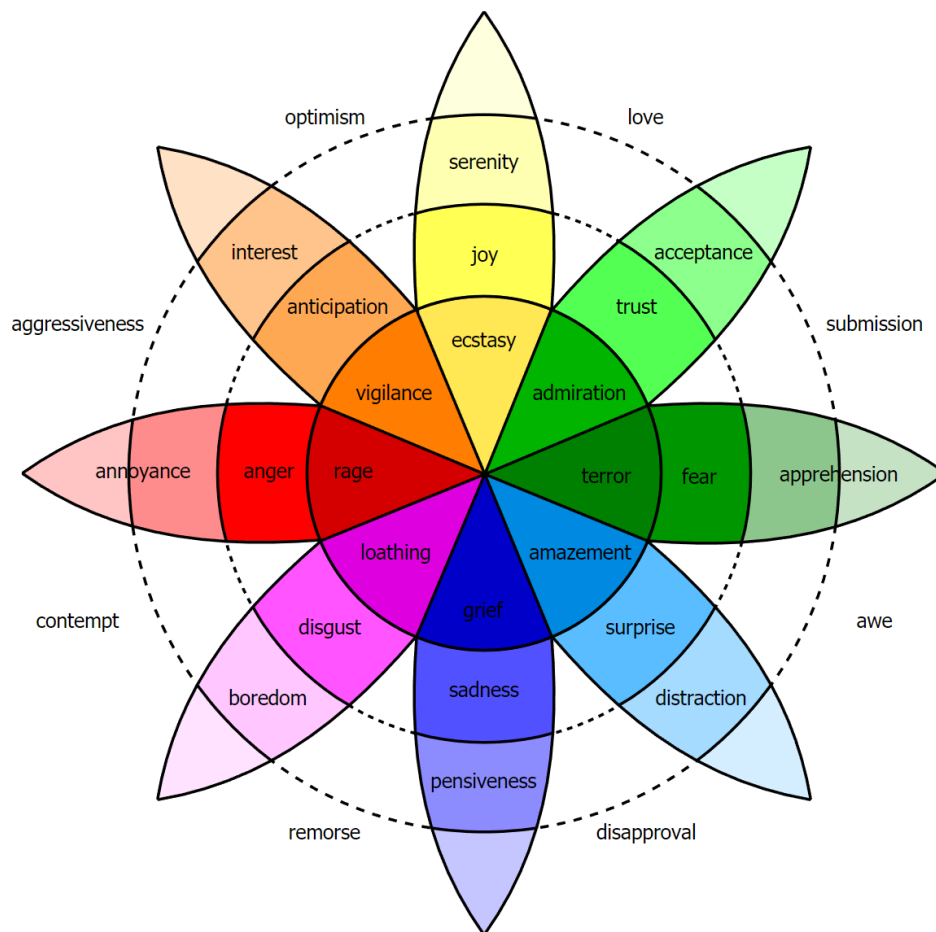 optimism
love
serenity
interest
joy
acceptance
anticipation
trust
aggressiveness
submission
ecstasy
vigilance
admiration
annoyance
anger
rage
terror
fear
apprehension
loathing
amazement
grief
contempt
awe
disgust
surprise
boredom
sadness
distraction
pensiveness
remorse
disapproval